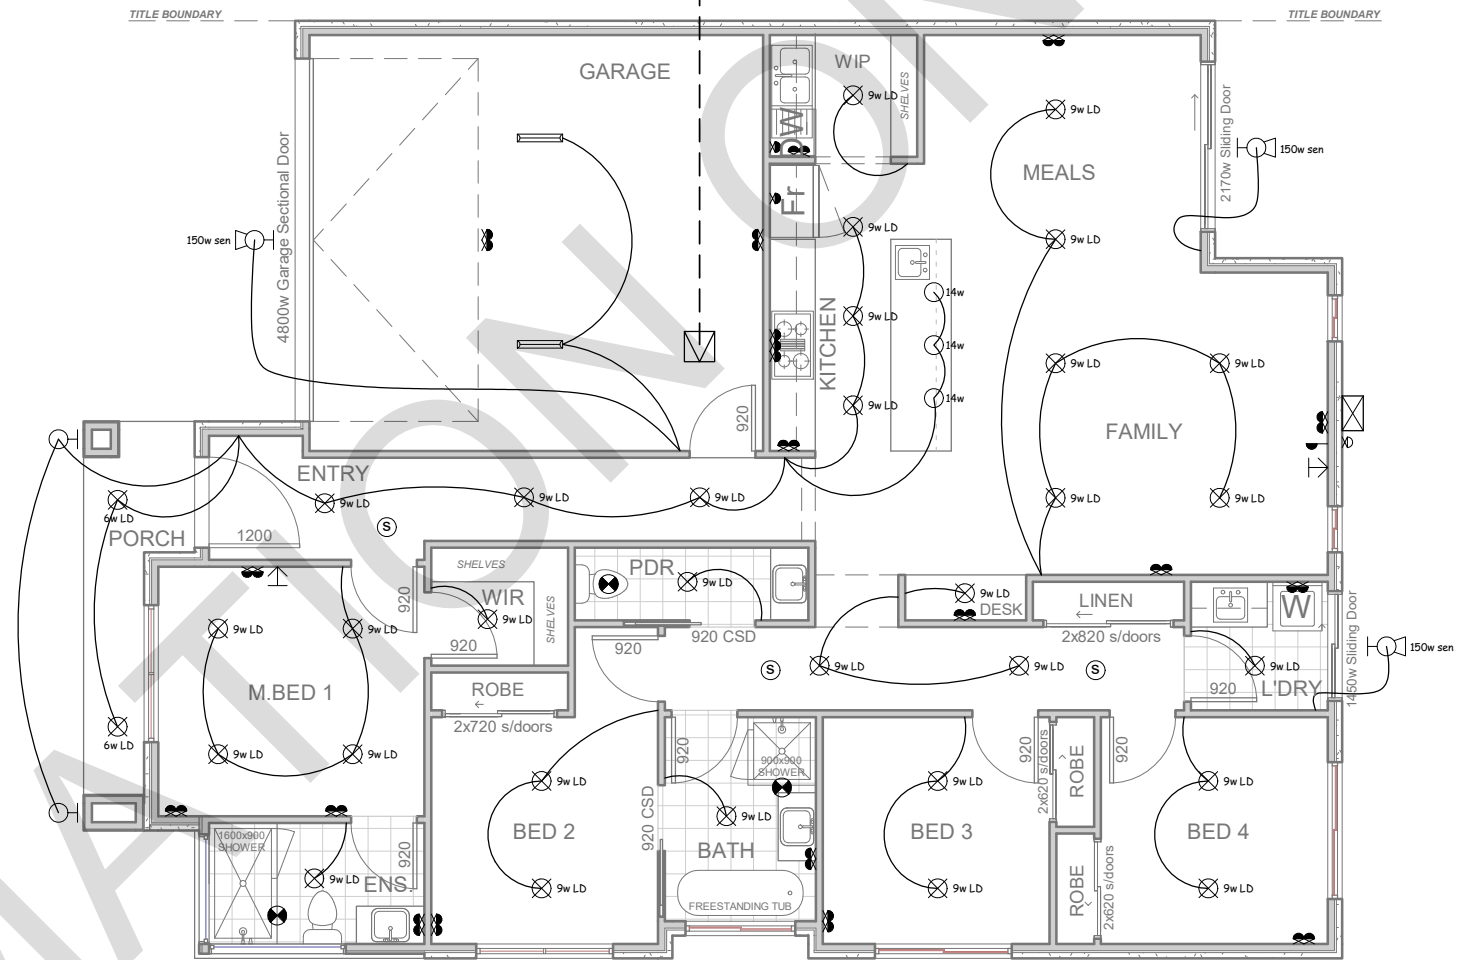 TITLE BOUNDARY
TITLE BOUNDARY
GARAGE
WIP
9w LD
SHELVES
DW
Fr
9w LD
MEALS
9w LD
2170w Sliding Door
150w sen
150w sen
4800w Garage Sectional Door
9w LD
9w LD
9w LD
KITCHEN
14w
14w
14w
9w LD
9w LD
FAMILY
9w LD
9w LD
920
ENTRY
9w LD
9w LD
9w LD
6w LD
PORCH
1200
S
SHELVES
WIR
9w LD
SHELVES
920
920
PDR
9w LD
920 CSD
920
9w LD
DESK
LINEN
2x820 s/doors
W
9w LD
920
L'DRY
1450w Sliding Door
150w sen
S
9w LD
9w LD
S
9w LD
9w LD
M.BED 1
9w LD
9w LD
6w LD
ROBE
2x720 s/doors
9w LD
BED 2
9w LD
920
900x900
SHOWER
920 CSD
9w LD
BATH
FREESTANDING TUB
9w LD
BED 3
9w LD
920
2x620 s/doors
ROBE
920
ROBE
2x620 s/doors
9w LD
BED 4
9w LD
1600x900
SHOWER
9w LD
ENS.
920
MATION ON